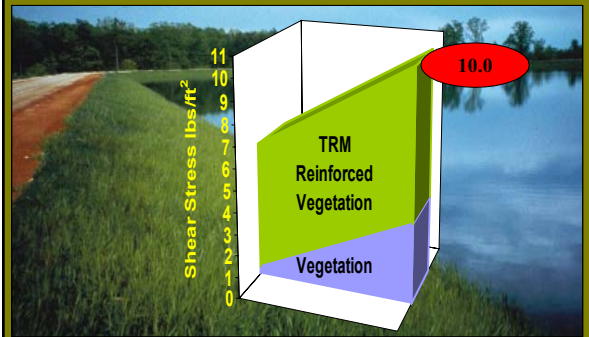 Shear Stress lbs/ft²
11
10
9
8
7
6
5
4
3
2
1
0
10.0
TRM
Reinforced
Vegetation
Vegetation